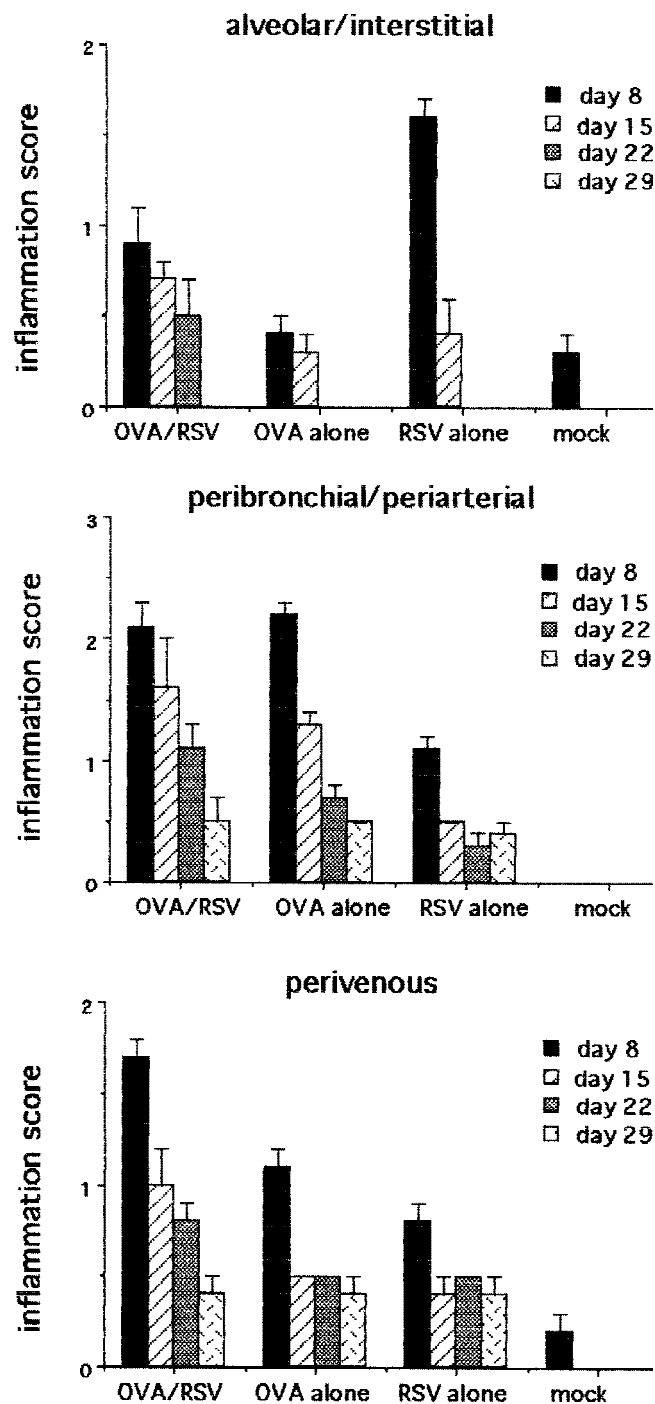 alveolar/interstitial
inflammation score
2
1
0
day 8
day 15
day 22
day 29
OVA/RSV OVA alone RSV alone mock
peribronchial/periarterial
inflammation score
3
2
1
0
day 8
day 15
day 22
day 29
OVA/RSV OVA alone RSV alone mock
perivenous
inflammation score
2
1
0
day 8
day 15
day 22
day 29
OVA/RSV OVA alone RSV alone mock